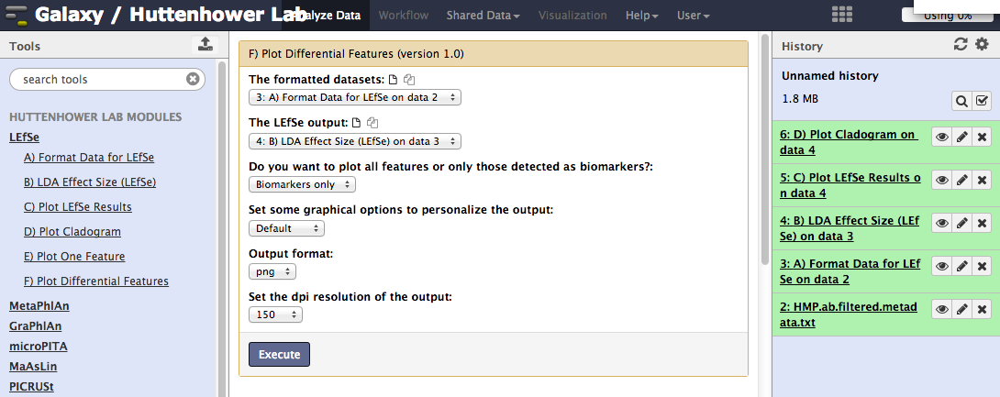 Galaxy / Huttenhower Lab
Analyze Data
Workflow
Shared Data
Visualization
Help
User
Using 0%
Tools
search tools
HUTTENHOWER LAB MODULES
LEfSe
A) Format Data for LEfSe
B) LDA Effect Size (LEfSe)
C) Plot LEfSe Results
D) Plot Cladogram
E) Plot One Feature
F) Plot Differential Features
MetaPhlAn
GraPhlAn
microPITA
MaAsLin
PICRUSt
F) Plot Differential Features (version 1.0)
The formatted datasets:
3: A) Format Data for LEfSe on data 2
The LEfSe output:
4: B) LDA Effect Size (LEfSe) on data 3
Do you want to plot all features or only those detected as biomarkers?:
Biomarkers only
Set some graphical options to personalize the output:
Default
Output format:
png
Set the dpi resolution of the output:
150
Execute
History
Unnamed history
1.8 MB
6: D) Plot Cladogram on
data 4
5: C) Plot LEfSe Results o
n data 4
4: B) LDA Effect Size (LEf
Se) on data 3
3: A) Format Data for LEf
Se on data 2
2: HMP.ab.filtered.metad
ata.txt